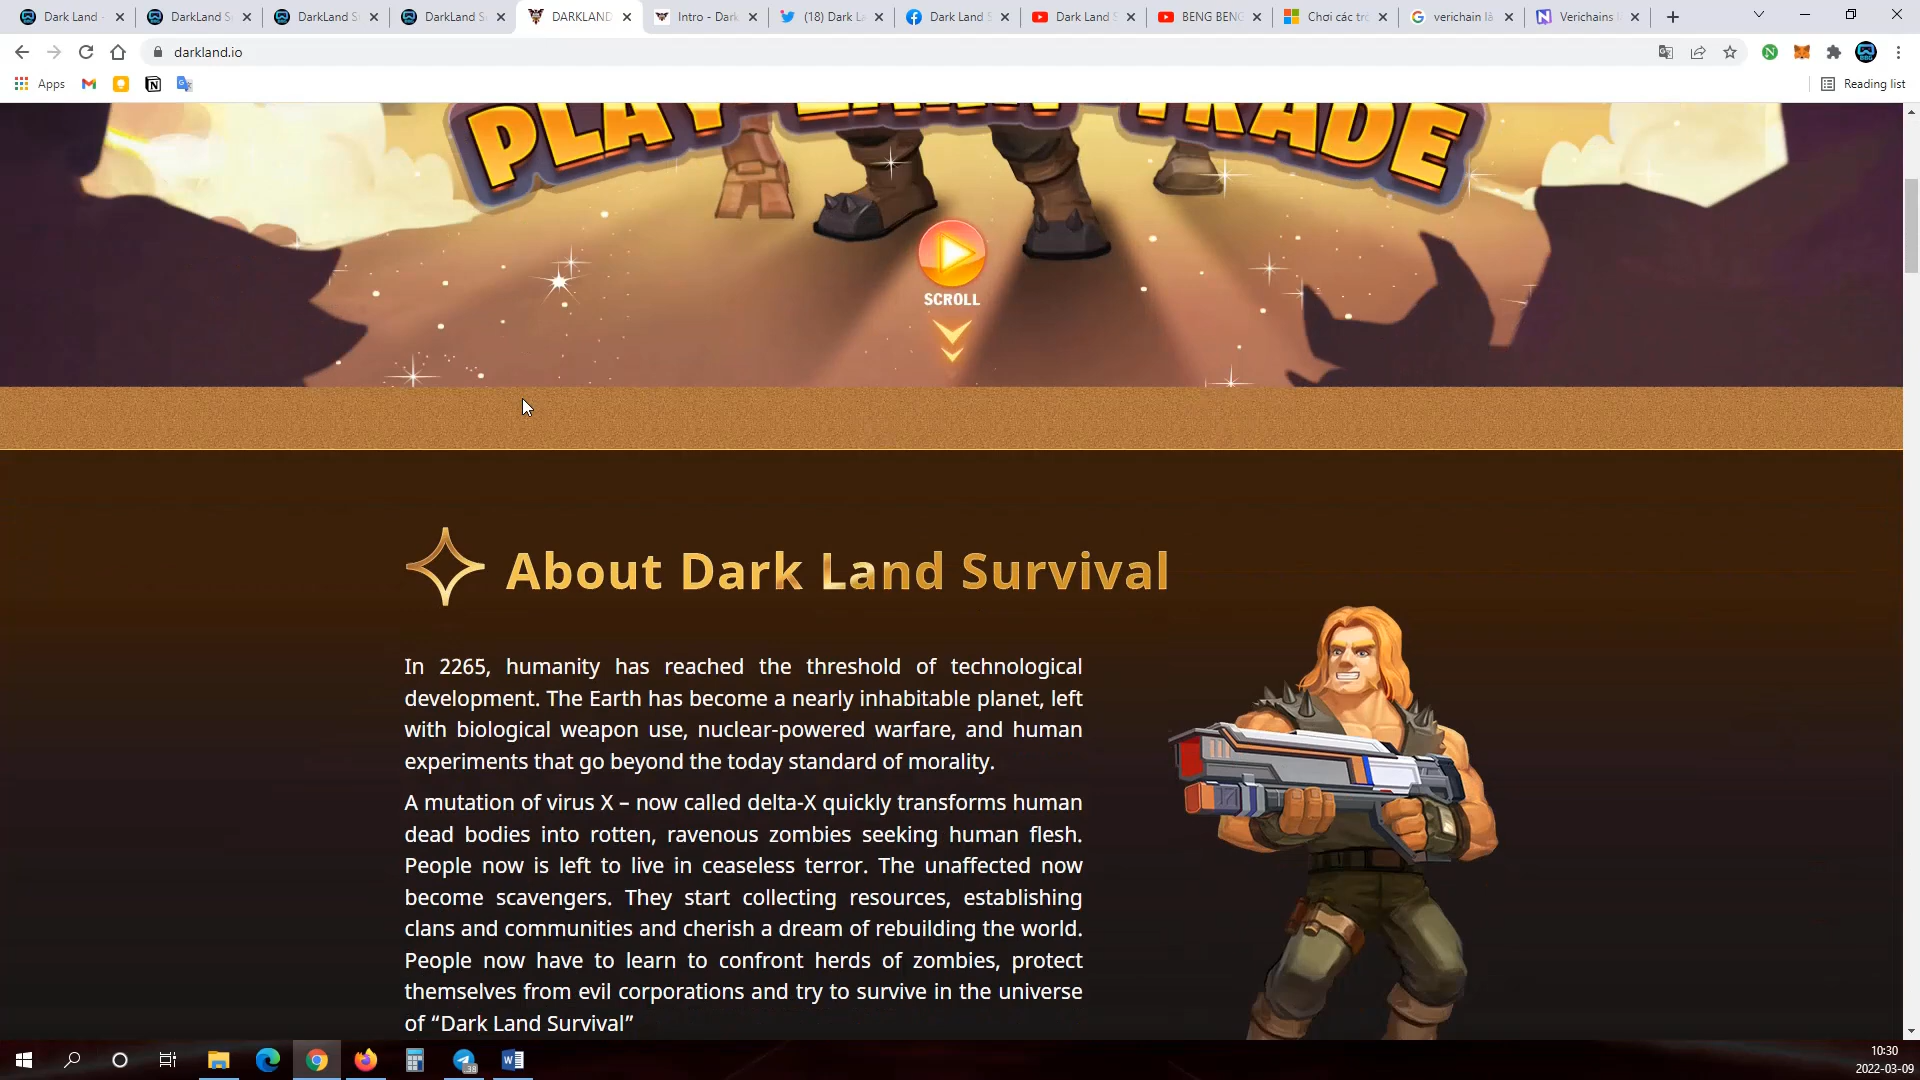 Dark Land -
DarkLand S
DarkLand S
DarkLand S
DARKLAND
Intro - Dark
(18) Dark La
Dark Land S
Dark Land S
BENG BENG
Chơi các trò
verichain là
Verichains
darkland.io
Apps
Reading list
PLAY EARN TRADE
SCROLL
About Dark Land Survival
In 2265, humanity has reached the threshold of technological
development. The Earth has become a nearly inhabitable planet, left
with biological weapon use, nuclear-powered warfare, and human
experiments that go beyond the today standard of morality.
A mutation of virus X – now called delta-X quickly transforms human
dead bodies into rotten, ravenous zombies seeking human flesh.
People now is left to live in ceaseless terror. The unaffected now
become scavengers. They start collecting resources, establishing
clans and communities and cherish a dream of rebuilding the world.
People now have to learn to confront herds of zombies, protect
themselves from evil corporations and try to survive in the universe
of “Dark Land Survival”
38
10:30
2022-03-09